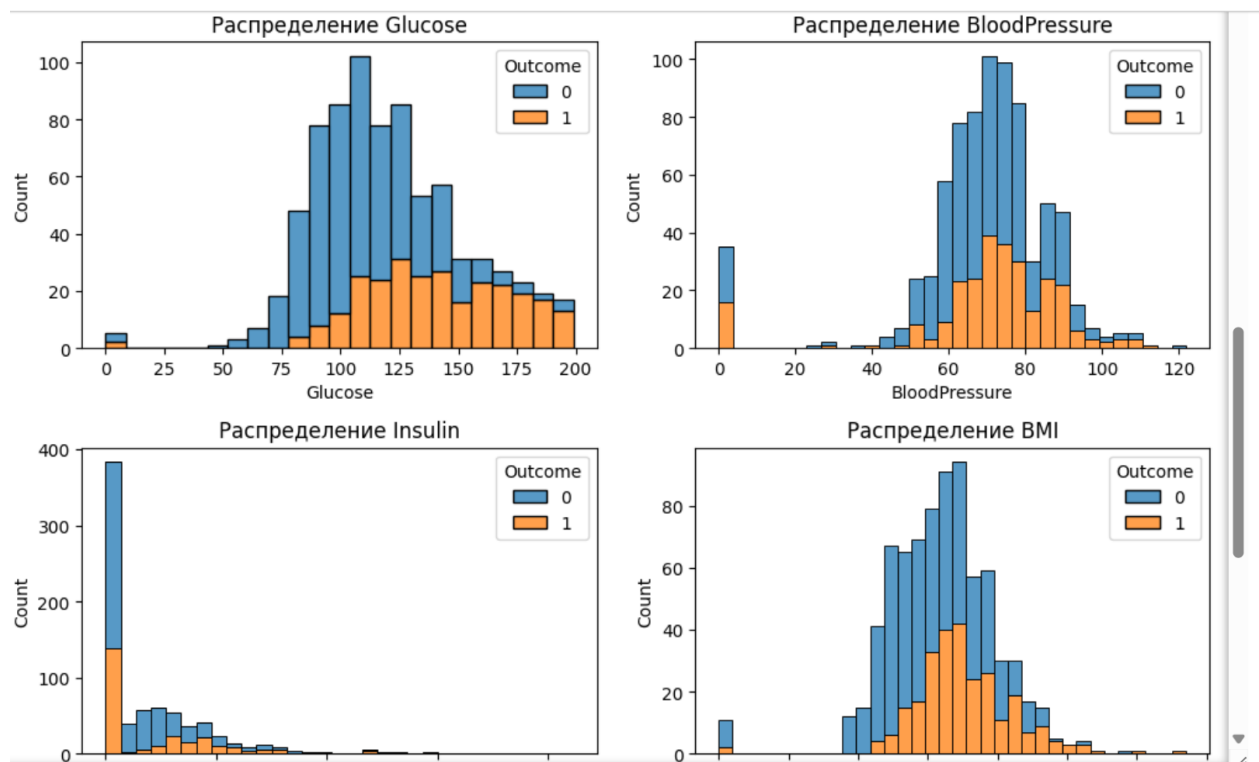 Распределение Glucose
Outcome
0
1
100
80
60
40
20
0
Count
0 25 50 75 100 125 150 175 200
Glucose
Распределение BloodPressure
Outcome
0
1
100
80
60
40
20
0
Count
0 20 40 60 80 100 120
BloodPressure
Распределение Insulin
Outcome
0
1
400
300
200
100
0
Count
Распределение BMI
Outcome
0
1
80
60
40
20
0
Count